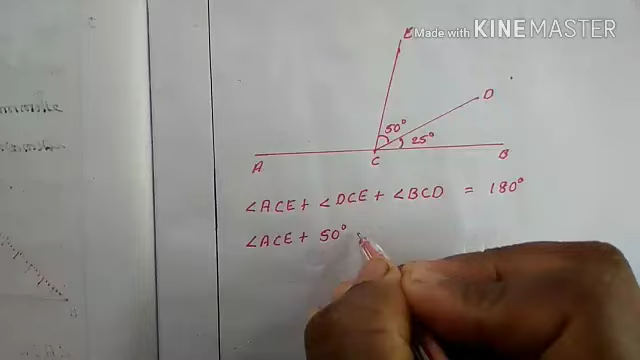 Made with KINEMASTER
E
D
50°
25°
A
C
B
∠ACE + ∠DCE + ∠BCD = 180°
∠ACE + 50°